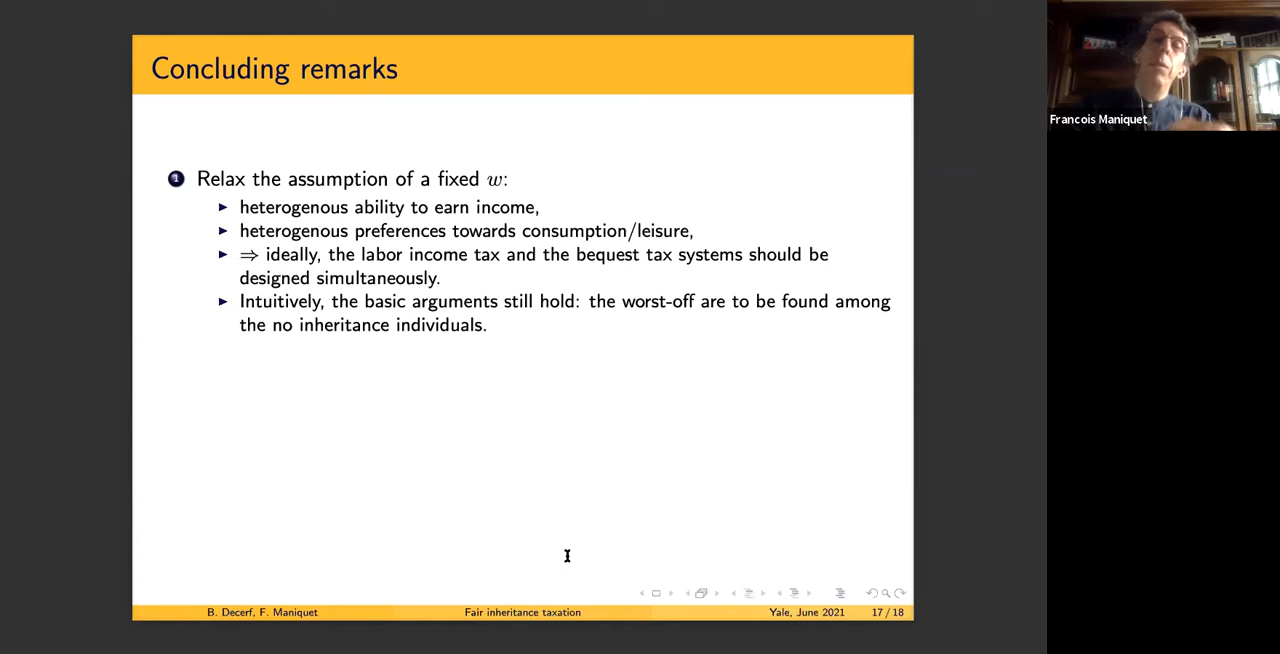 Concluding remarks
1 Relax the assumption of a fixed w:
▶ heterogenous ability to earn income,
▶ heterogenous preferences towards consumption/leisure,
▶ ⇒ ideally, the labor income tax and the bequest tax systems should be
designed simultaneously.
▶ Intuitively, the basic arguments still hold: the worst-off are to be found among
the no inheritance individuals.
B. Decerf, F. Maniquet Fair inheritance taxation Yale, June 2021 17 / 18
Francois Maniquet